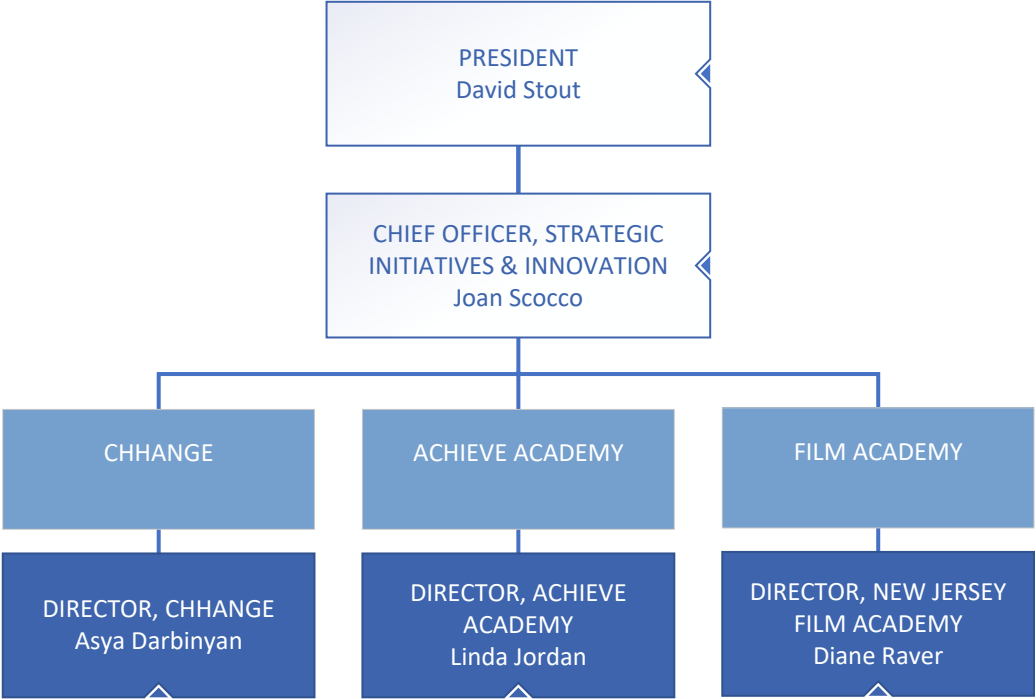 PRESIDENT
David Stout
CHIEF OFFICER, STRATEGIC
INITIATIVES & INNOVATION
Joan Scocco
CHHANGE
ACHIEVE ACADEMY
FILM ACADEMY
DIRECTOR, CHHANGE
Asya Darbinyan
DIRECTOR, ACHIEVE
ACADEMY
Linda Jordan
DIRECTOR, NEW JERSEY
FILM ACADEMY
Diane Raver